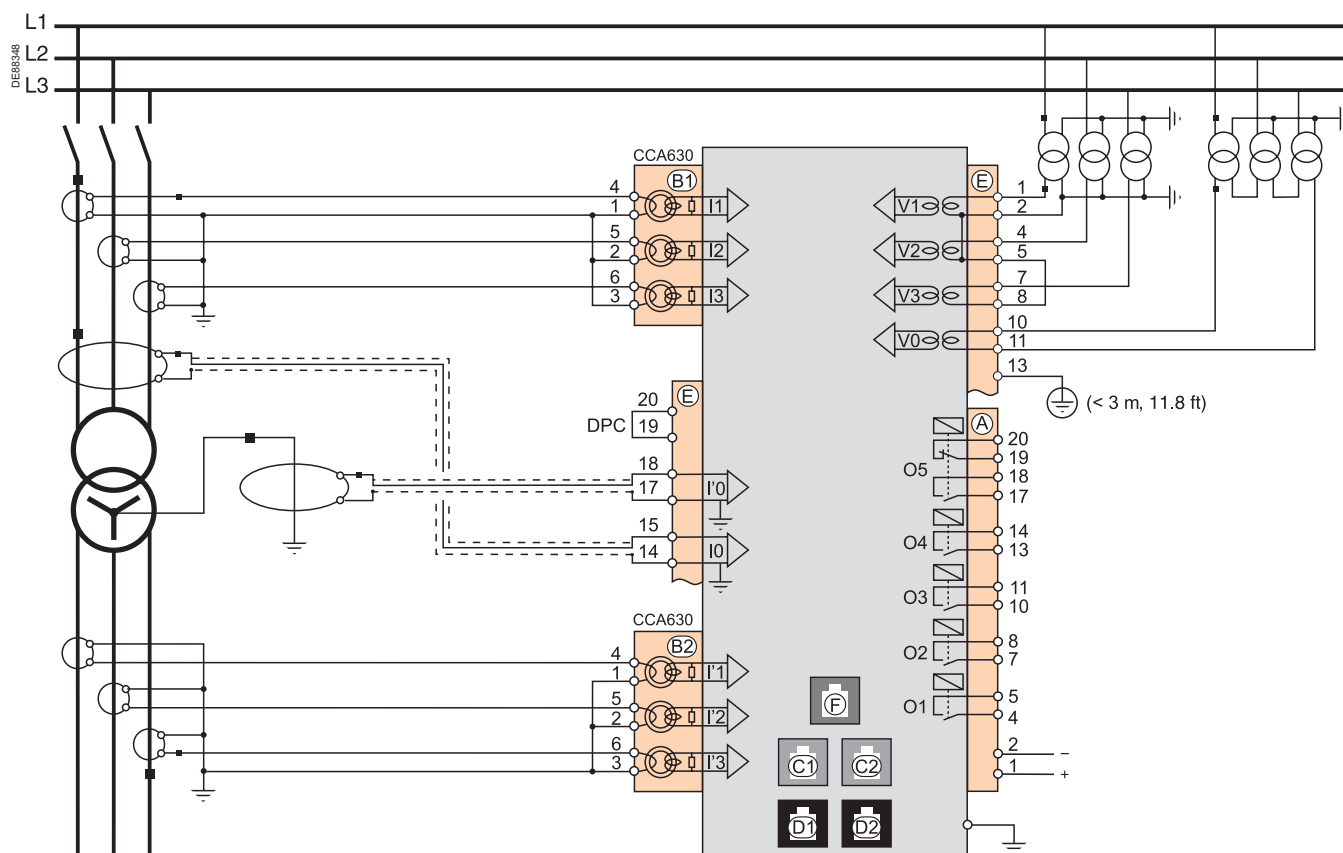 L1
DE88348
L2
L3
CCA630
B1
4
1
I1
5
2
I2
6
3
I3
E
V1
1
2
V2
4
5
V3
7
8
V0
10
11
13
(< 3 m, 11.8 ft)
E
20
DPC
19
18
17
I'0
15
14
I0
A
20
19
O5
18
17
14
O4
13
11
O3
10
8
O2
7
5
O1
4
2 –
1 +
CCA630
B2
4
1
I'1
5
2
I'2
6
3
I'3
F
C1
C2
D1
D2